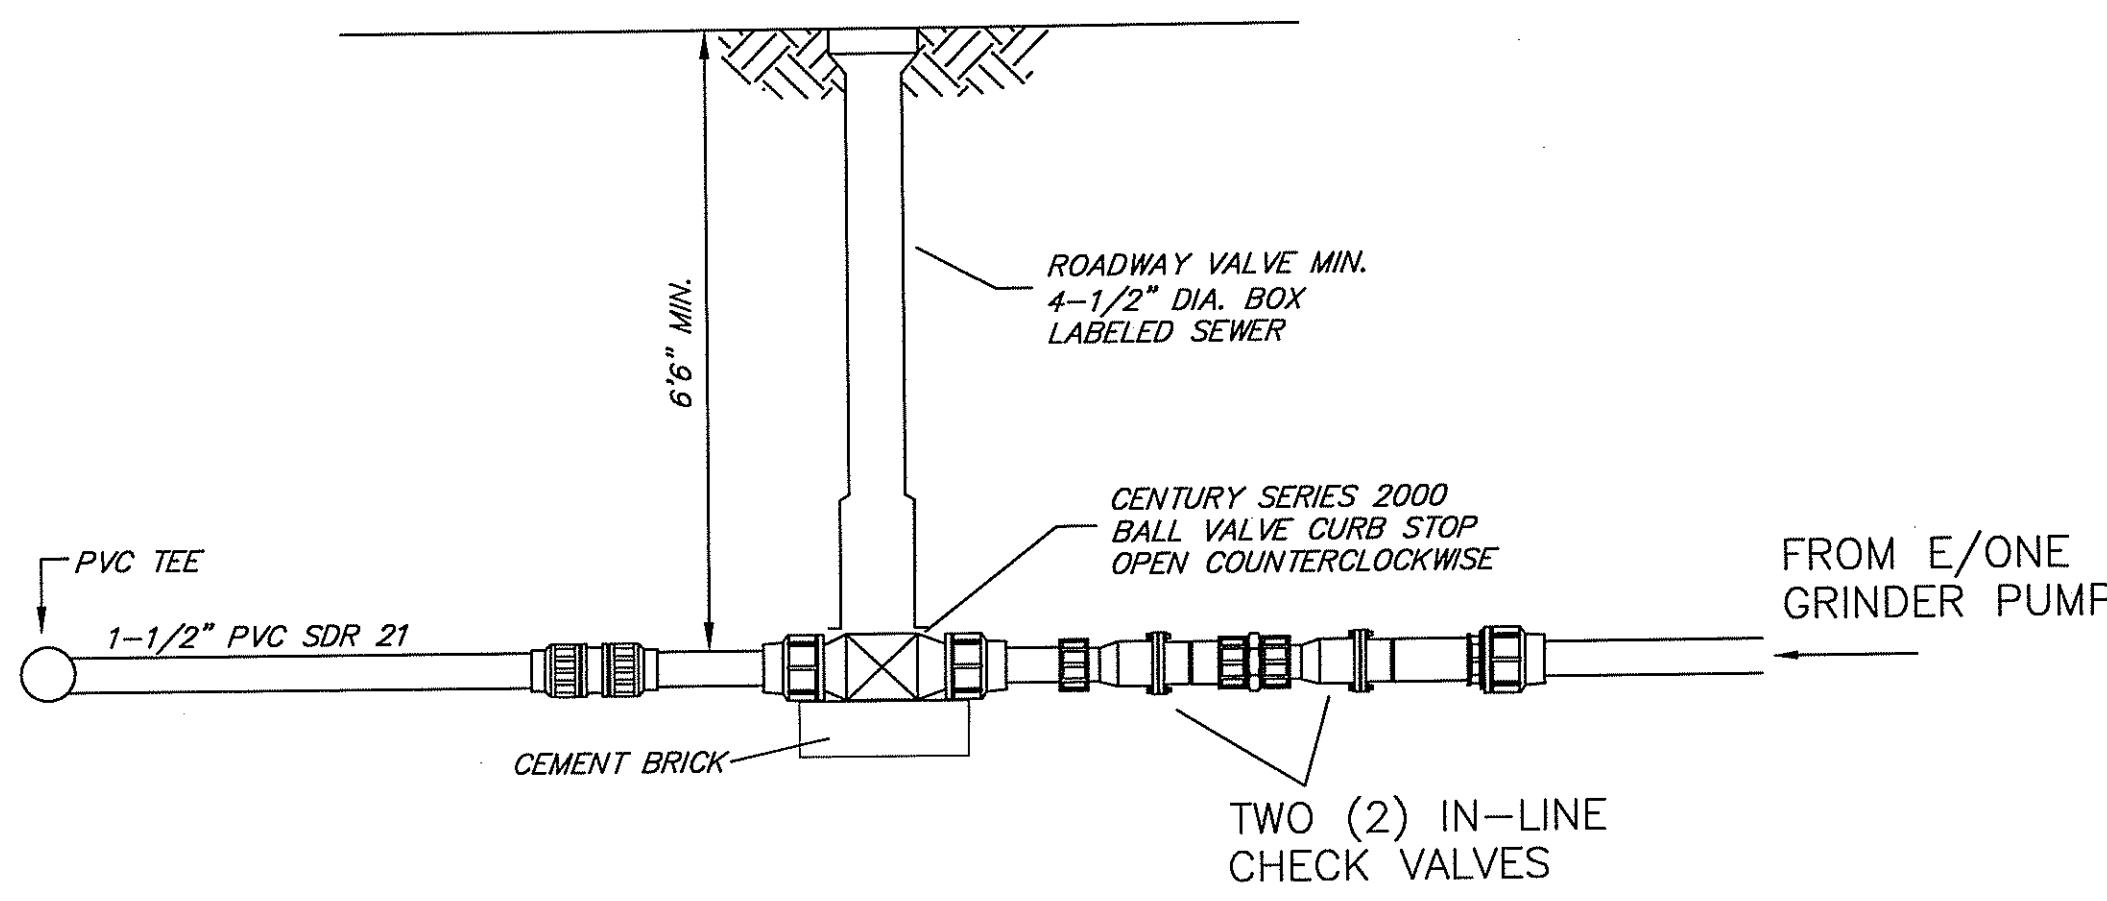 ROADWAY VALVE MIN.
4-1/2" DIA. BOX
LABELED SEWER
6'6" MIN.
CENTURY SERIES 2000
BALL VALVE CURB STOP
OPEN COUNTERCLOCKWISE
PVC TEE
FROM E/ONE
GRINDER PUMP
1-1/2" PVC SDR 21
CEMENT BRICK
TWO (2) IN-LINE
CHECK VALVES